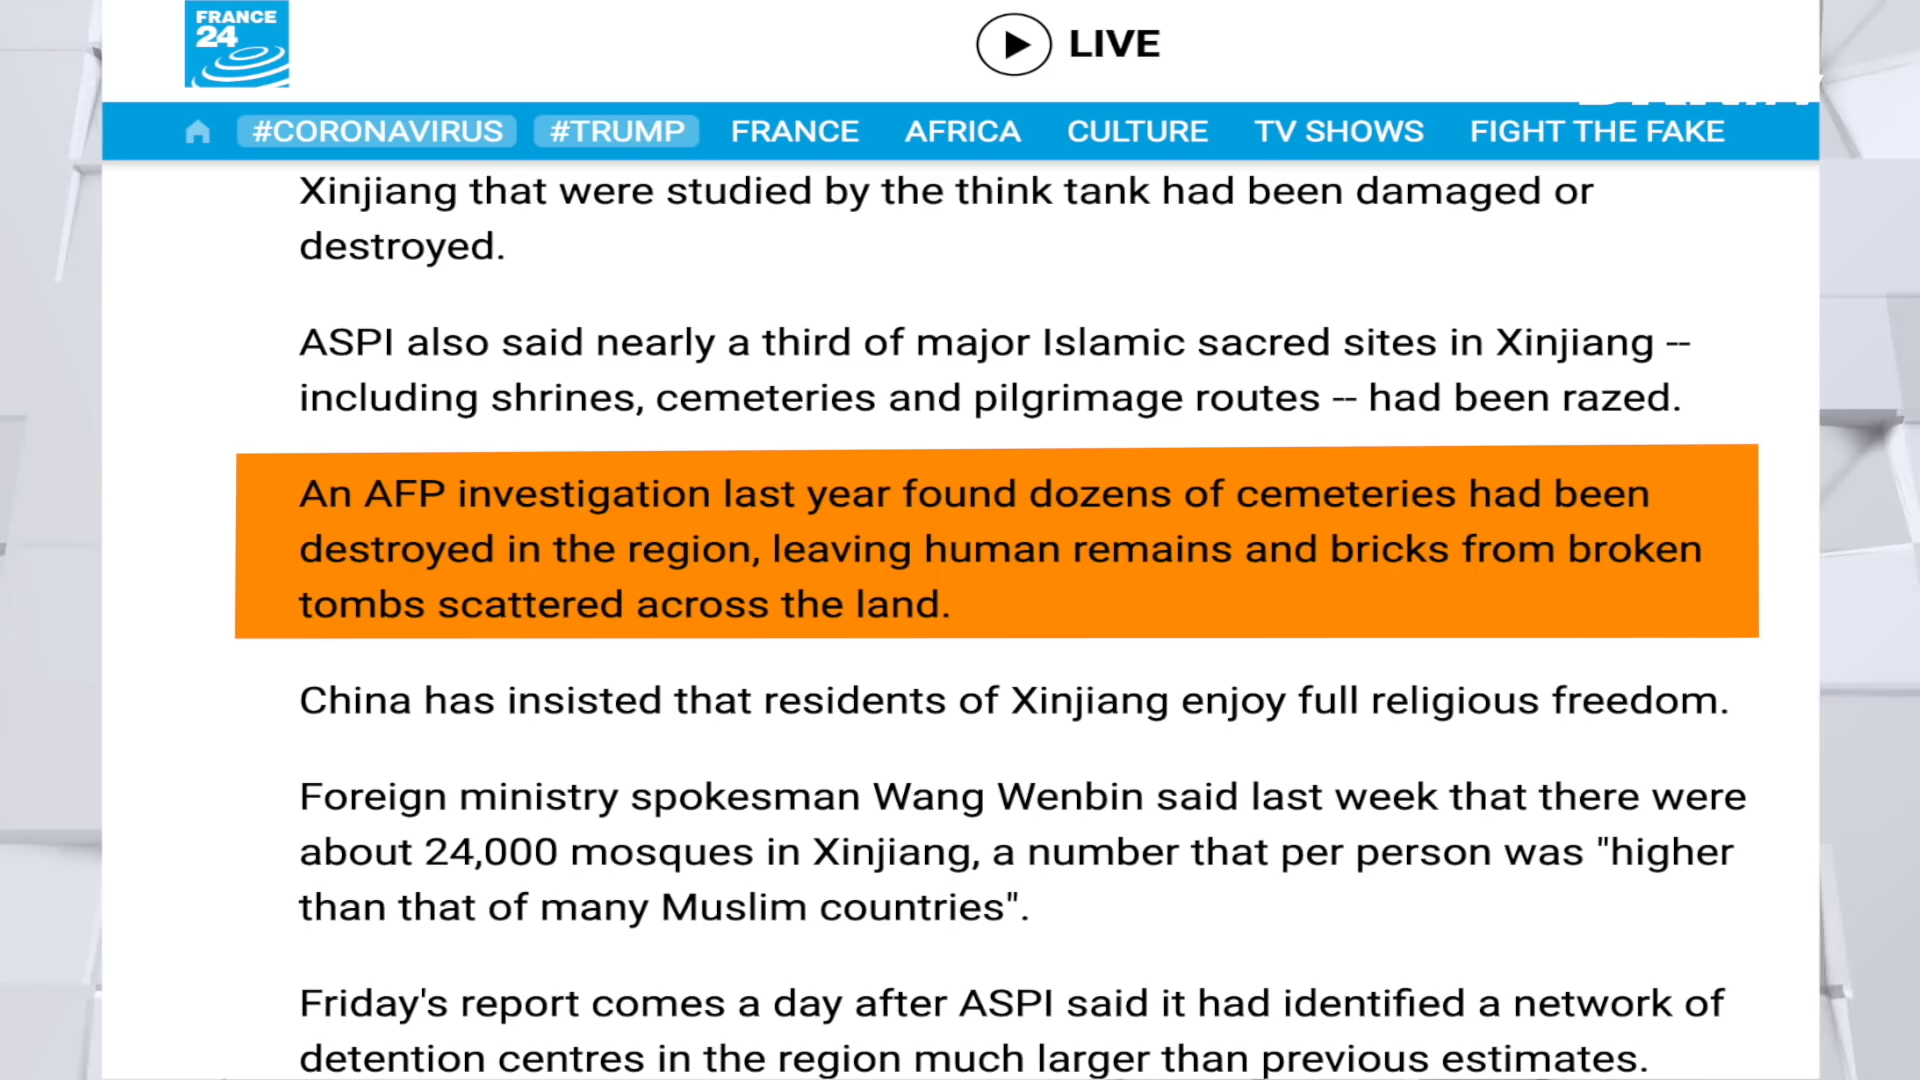 FRANCE
24
LIVE
#CORONAVIRUS #TRUMP FRANCE AFRICA CULTURE TV SHOWS FIGHT THE FAKE
Xinjiang that were studied by the think tank had been damaged or
destroyed.
ASPI also said nearly a third of major Islamic sacred sites in Xinjiang --
including shrines, cemeteries and pilgrimage routes -- had been razed.
An AFP investigation last year found dozens of cemeteries had been
destroyed in the region, leaving human remains and bricks from broken
tombs scattered across the land.
China has insisted that residents of Xinjiang enjoy full religious freedom.
Foreign ministry spokesman Wang Wenbin said last week that there were
about 24,000 mosques in Xinjiang, a number that per person was "higher
than that of many Muslim countries".
Friday's report comes a day after ASPI said it had identified a network of
detention centres in the region much larger than previous estimates.